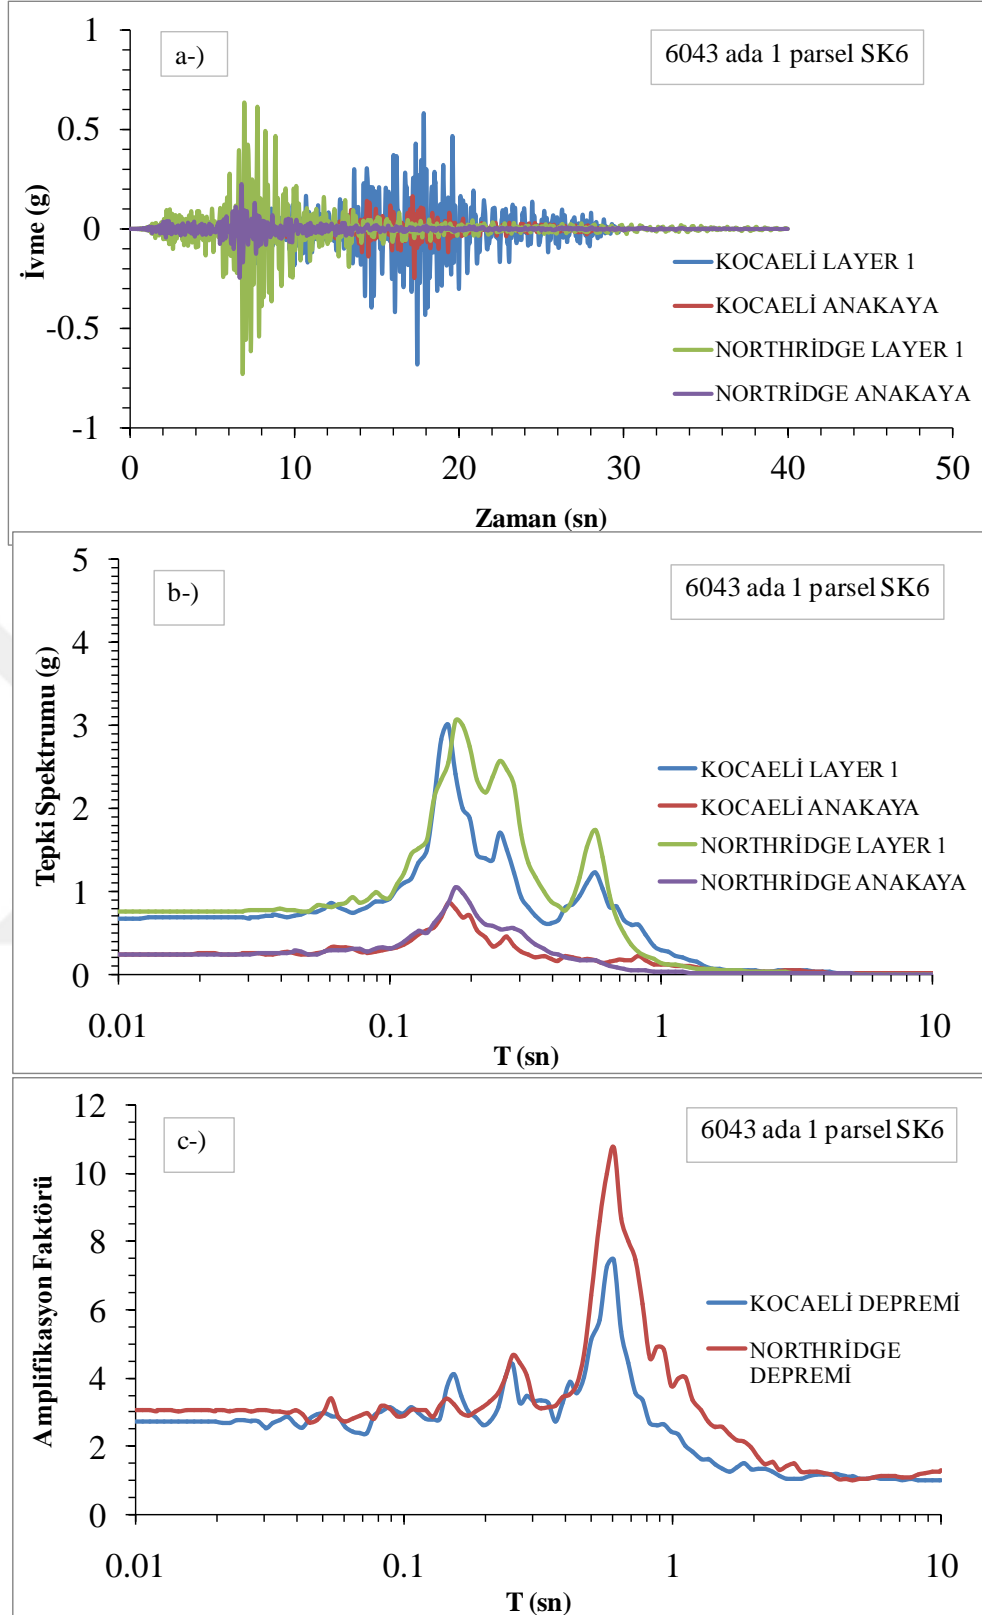 a-)
6043 ada 1 parsel SK6
1
0.5
0
-0.5
-1
İvme (g)
KOCAELİ LAYER 1
KOCAELİ ANAKAYA
NORTHRİDGE LAYER 1
NORTRİDGE ANAKAYA
0 10 20 30 40 50
Zaman (sn)
b-)
6043 ada 1 parsel SK6
5
4
3
2
1
0
Tepki Spektrumu (g)
KOCAELİ LAYER 1
KOCAELİ ANAKAYA
NORTHRİDGE LAYER 1
NORTHRİDGE ANAKAYA
0.01 0.1 1 10
T (sn)
c-)
6043 ada 1 parsel SK6
12
10
8
6
4
2
0
Amplifikasyon Faktörü
KOCAELİ DEPREMİ
NORTHRİDGE
DEPREMİ
0.01 0.1 1 10
T (sn)